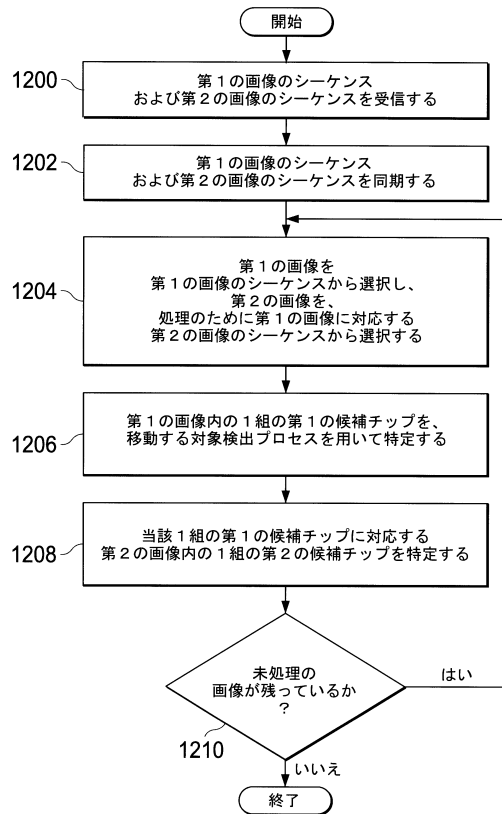 開始
1200
第1の画像のシーケンス
および第2の画像のシーケンスを受信する
1202
第1の画像のシーケンス
および第2の画像のシーケンスを同期する
1204
第1の画像を
第1の画像のシーケンスから選択し、
第2の画像を、
処理のために第1の画像に対応する
第2の画像のシーケンスから選択する
1206
第1の画像内の1組の第1の候補チップを、
移動する対象検出プロセスを用いて特定する
1208
当該1組の第1の候補チップに対応する
第2の画像内の1組の第2の候補チップを特定する
未処理の
画像が残っているか
?
はい
1210
いいえ
終了